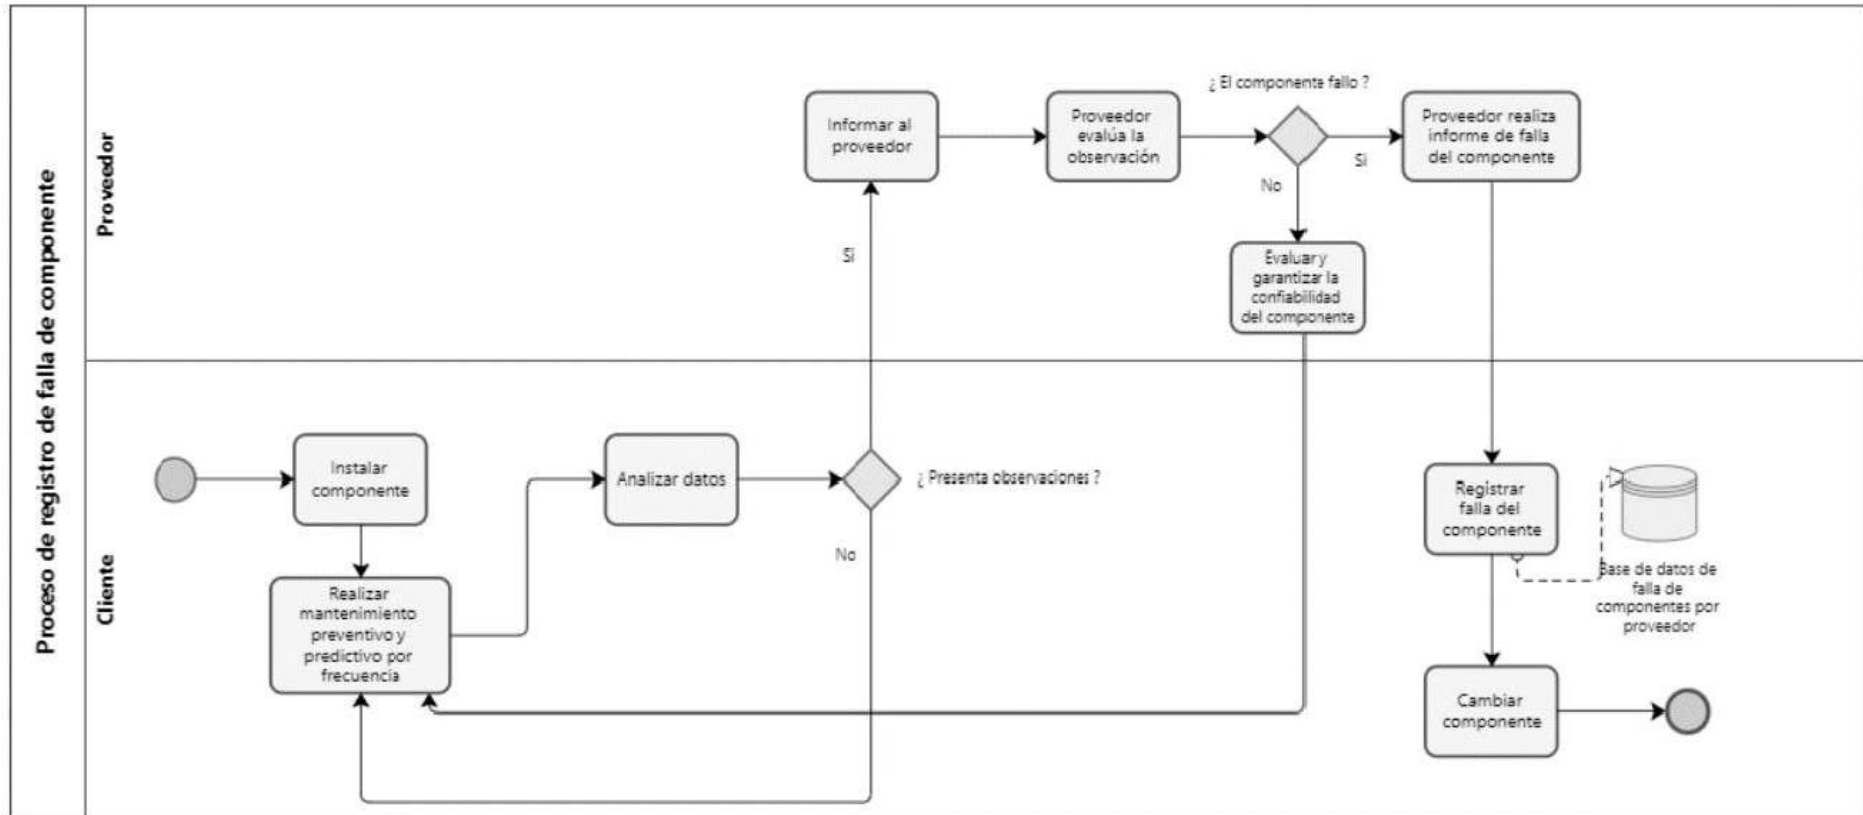 Proceso de registro de falla de componente
Proveedor
Informar al
proveedor
Proveedor
evalúa la
observación
¿ El componente fallo ?
Si
No
Proveedor realiza
informe de falla
del componente
Evaluar y
garantizar la
confiabilidad
del componente
Si
Cliente
Instalar
componente
Realizar
mantenimiento
preventivo y
predictivo por
frecuencia
Analizar datos
¿ Presenta observaciones ?
No
Registrar
falla del
componente
Base de datos de
falla de
componentes por
proveedor
Cambiar
componente